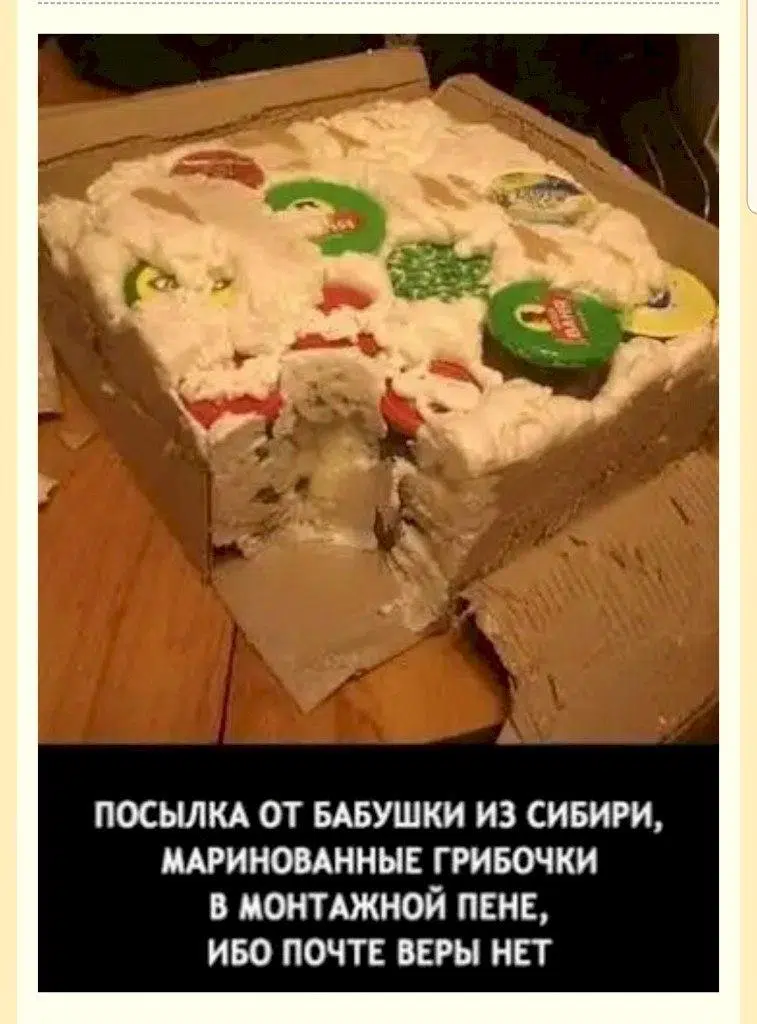 ПОСЫЛКА ОТ БАБУШКИ ИЗ СИБИРИ,
МАРИНОВАННЫЕ ГРИБОЧКИ
В МОНТАЖНОЙ ПЕНЕ,
ИБО ПОЧТЕ ВЕРЫ НЕТ